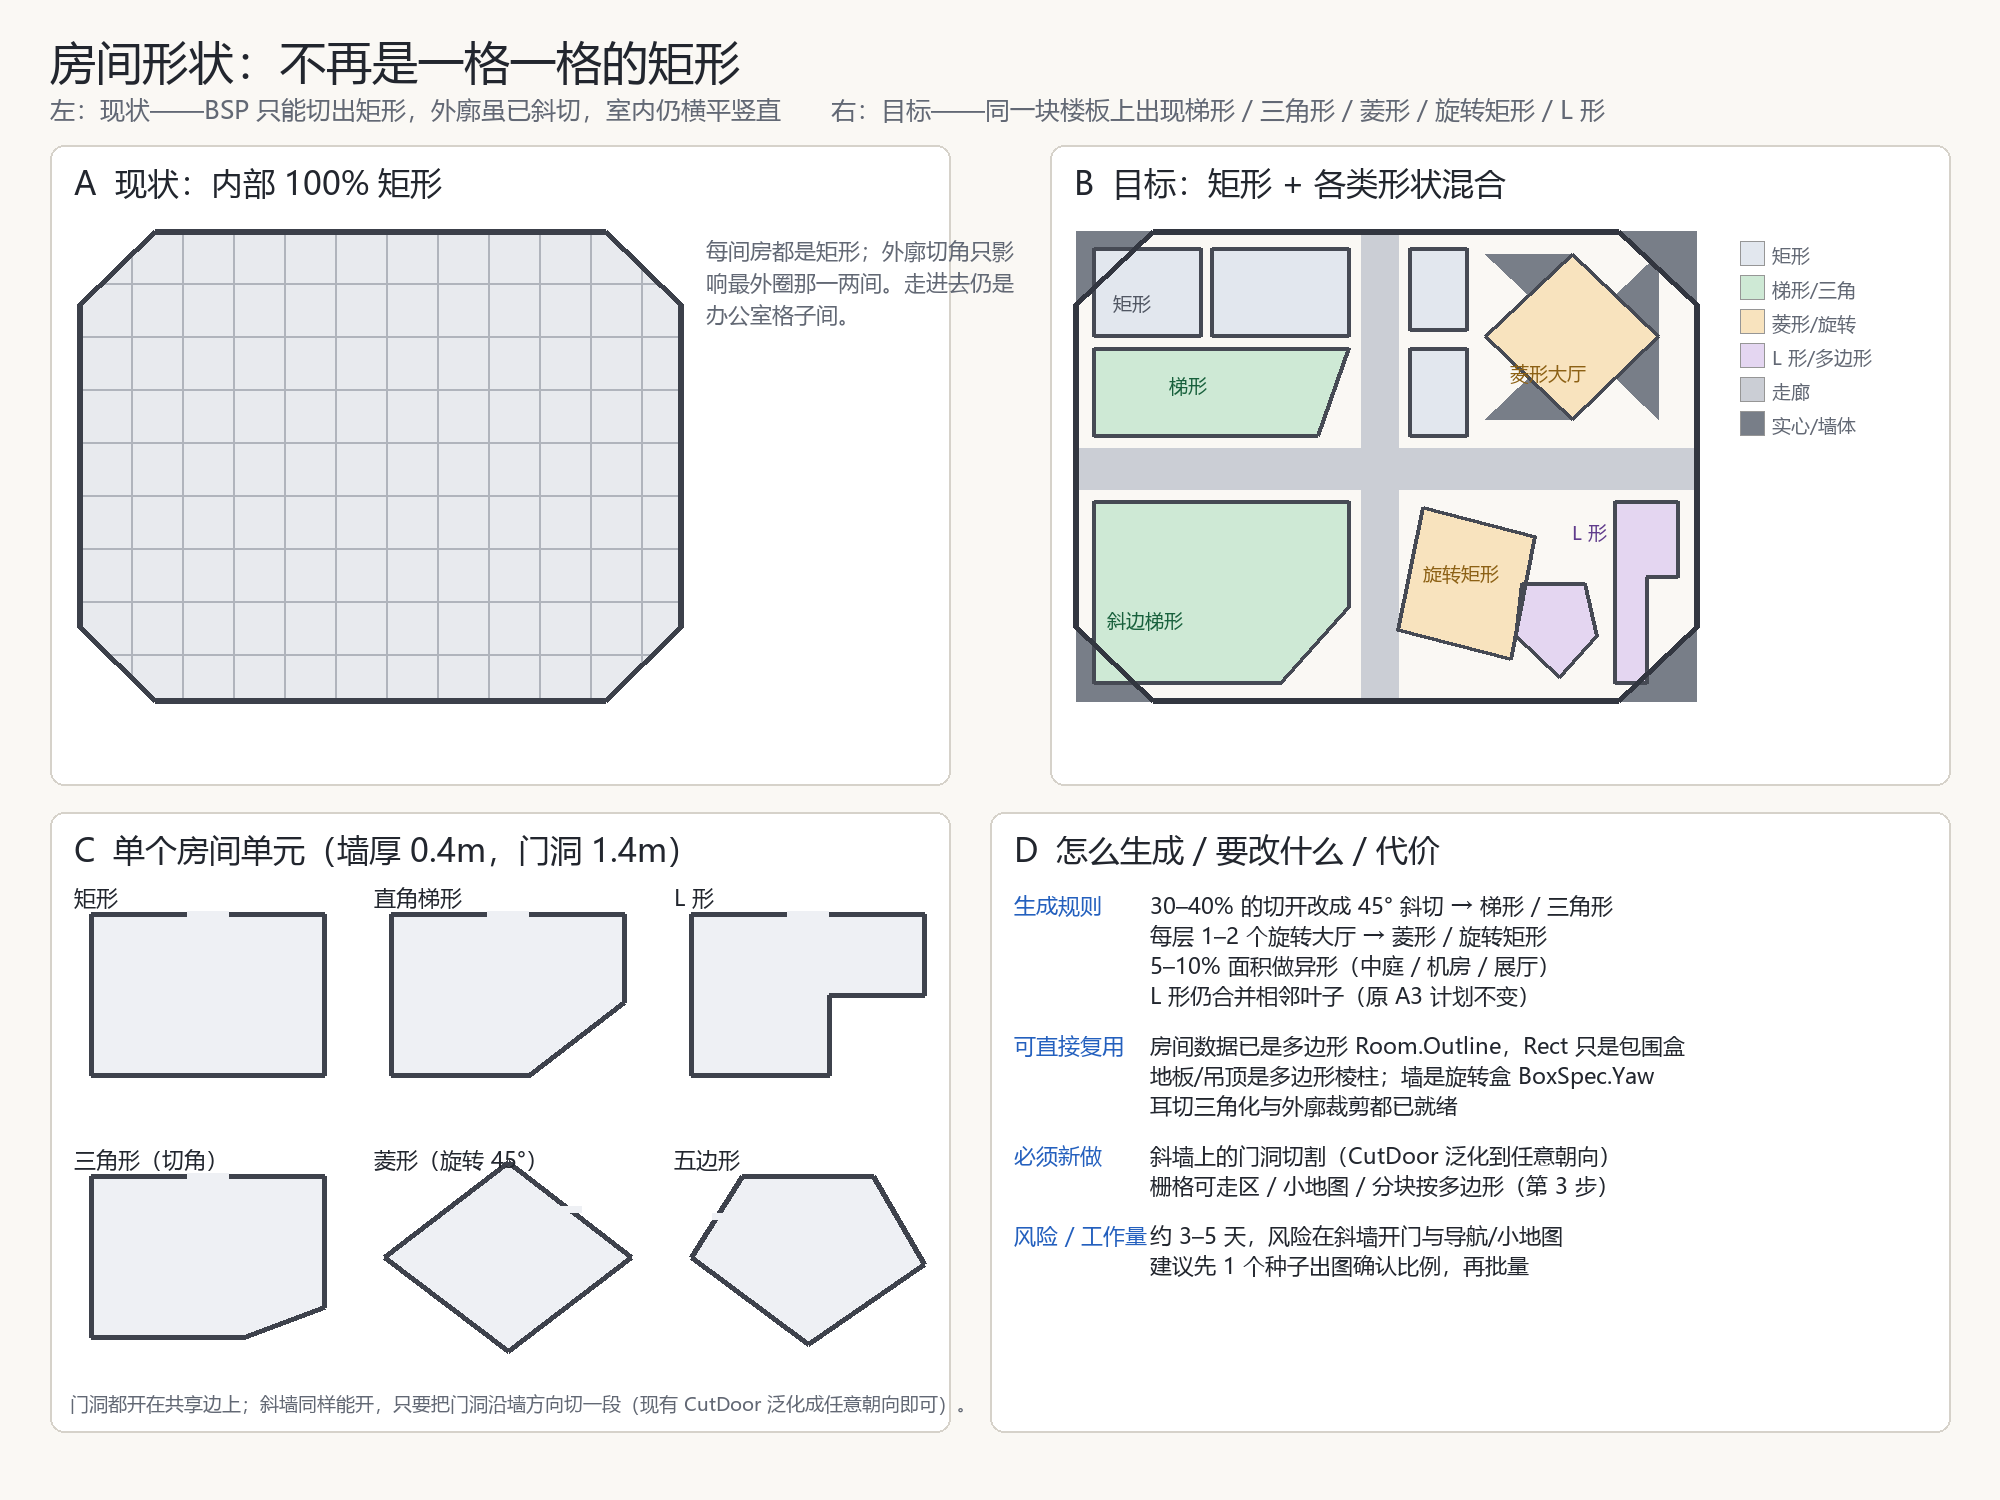 房间形状：不再是一格一格的矩形
左：现状——BSP 只能切出矩形，外廓虽已斜切，室内仍横平竖直　　右：目标——同一块楼板上出现梯形 / 三角形 / 菱形 / 旋转矩形 / L 形
A 现状：内部 100% 矩形
每间房都是矩形；外廓切角只影
响最外圈那一两间。走进去仍是
办公室格子间。
B 目标：矩形 + 各类形状混合
矩形
梯形
菱形大厅
斜边梯形
旋转矩形
L 形
矩形
梯形/三角
菱形/旋转
L 形/多边形
走廊
实心/墙体
C 单个房间单元（墙厚 0.4m，门洞 1.4m）
矩形
直角梯形
L 形
三角形（切角）
菱形（旋转 45°）
五边形
门洞都开在共享边上；斜墙同样能开，只要把门洞沿墙方向切一段（现有 CutDoor 泛化成任意朝向即可）。
D 怎么生成 / 要改什么 / 代价
生成规则 30–40% 的切开改成 45° 斜切 → 梯形 / 三角形
每层 1–2 个旋转大厅 → 菱形 / 旋转矩形
5–10% 面积做异形（中庭 / 机房 / 展厅）
L 形仍合并相邻叶子（原 A3 计划不变）
可直接复用 房间数据已是多边形 Room.Outline，Rect 只是包围盒
地板/吊顶是多边形棱柱；墙是旋转盒 BoxSpec.Yaw
耳切三角化与外廓裁剪都已就绪
必须新做 斜墙上的门洞切割（CutDoor 泛化到任意朝向）
栅格可走区 / 小地图 / 分块按多边形（第 3 步）
风险 / 工作量 约 3–5 天，风险在斜墙开门与导航/小地图
建议先 1 个种子出图确认比例，再批量